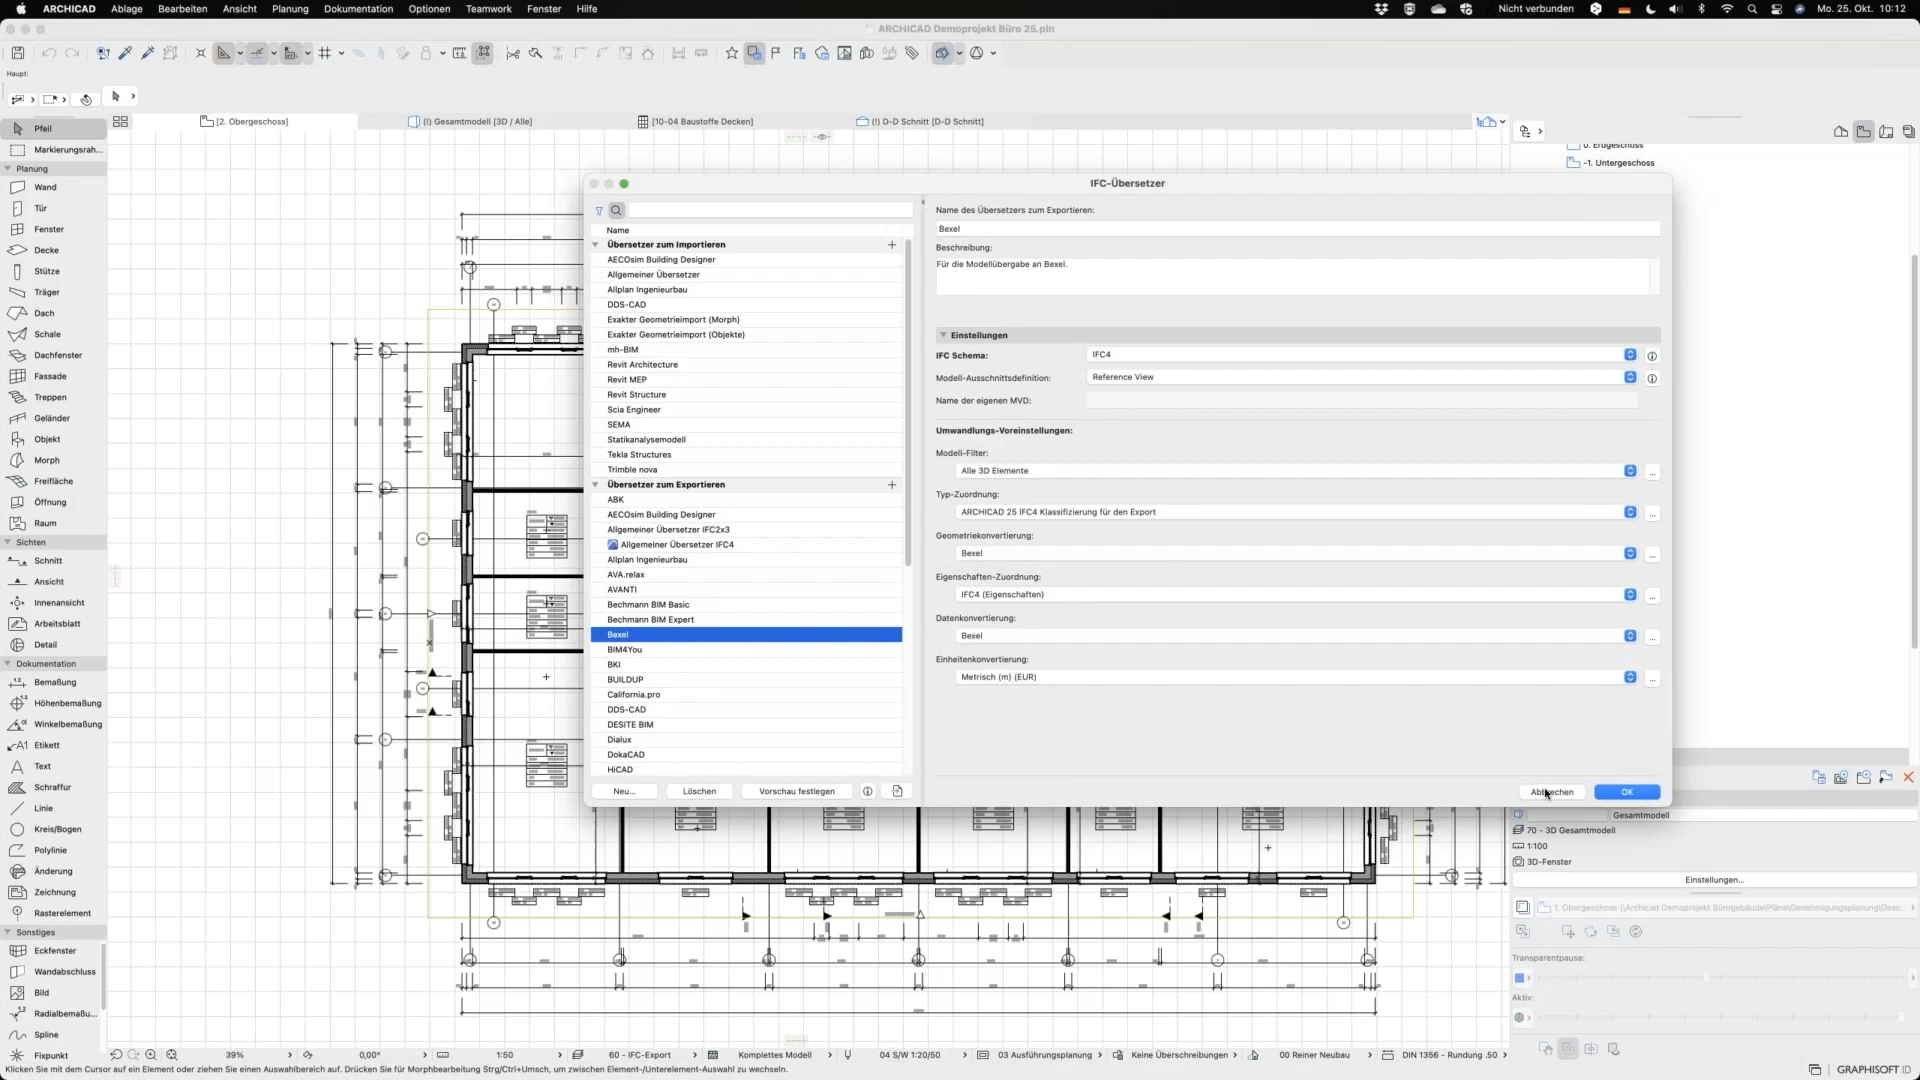 ARCHICAD Ablage Bearbeiten Ansicht Planung Dokumentation Optionen Teamwork Fenster Hilfe
Nicht verbunden Mo. 25. Okt. 10:12
ARCHICAD Demoprojekt Büro 25.pln
Haupt:
[2. Obergeschoss] (!) Gesamtmodell [3D / Alle] [10-04 Baustoffe Decken] (!) D-D Schnitt [D-D Schnitt]
Pfeil
Markierungsrah...
Planung
Wand
Tür
Fenster
Decke
Stütze
Träger
Dach
Schale
Dachfenster
Fassade
Treppen
Geländer
Objekt
Morph
Freifläche
Öffnung
Raum
Sichten
Schnitt
Ansicht
Innenansicht
Arbeitsblatt
Detail
Dokumentation
Bemaßung
Höhenbemaßung
Winkelbemaßung
Etikett
Text
Schraffur
Linie
Kreis/Bogen
Polylinie
Änderung
Zeichnung
Rasterelement
Sonstiges
Eckfenster
Wandabschluss
Bild
Radialbemaßu...
Spline
Fixpunkt
IFC-Übersetzer
Name
Übersetzer zum Importieren
AECOsim Building Designer
Allgemeiner Übersetzer
Allplan Ingenieurbau
DDS-CAD
Exakter Geometrieimport (Morph)
Exakter Geometrieimport (Objekte)
mh-BIM
Revit Architecture
Revit MEP
Revit Structure
Scia Engineer
SEMA
Statikanalysemodell
Tekla Structures
Trimble nova
Übersetzer zum Exportieren
ABK
AECOsim Building Designer
Allgemeiner Übersetzer IFC2x3
Allgemeiner Übersetzer IFC4
Allplan Ingenieurbau
AVA.relax
AVANTI
Bechmann BIM Basic
Bechmann BIM Expert
Bexel
BIM4You
BKI
BUILDUP
California.pro
DDS-CAD
DESITE BIM
Dialux
DokaCAD
HiCAD
Neu... Löschen Vorschau festlegen
Name des Übersetzers zum Exportieren:
Bexel
Beschreibung:
Für die Modellübergabe an Bexel.
Einstellungen
IFC Schema: IFC4
Modell-Ausschnittsdefinition: Reference View
Name der eigenen MVD:
Umwandlungs-Voreinstellungen:
Modell-Filter:
Alle 3D Elemente
...
Typ-Zuordnung:
ARCHICAD 25 IFC4 Klassifizierung für den Export
...
Geometriekonvertierung:
Bexel
...
Eigenschaften-Zuordnung:
IFC4 (Eigenschaften)
...
Datenkonvertierung:
Bexel
...
Einheitenkonvertierung:
Metrisch (m) (EUR)
...
Abbrechen OK
0. Erdgeschoss
-1. Untergeschoss
Gesamtmodell
70 - 3D Gesamtmodell
1:100
3D-Fenster
Einstellungen...
1. Obergeschoss (\Archicad Demoprojekt Bürogebäude\Pläne\Genehmigungsplanung\Gesc...
Transparentpause:
Aktiv:
39% 0,00° 1:50 60 - IFC-Export Komplettes Modell 04 S/W 1:20/50 03 Ausführungsplanung Keine Überschreibungen 00 Reiner Neubau DIN 1356 - Rundung .50
Klicken Sie mit dem Cursor auf ein Element oder ziehen Sie einen Auswahlbereich auf. Drücken Sie für Morphbearbeitung Strg/Ctrl+Umsch, um zwischen Element-/Unterelement-Auswahl zu wechseln.
GRAPHISOFT ID